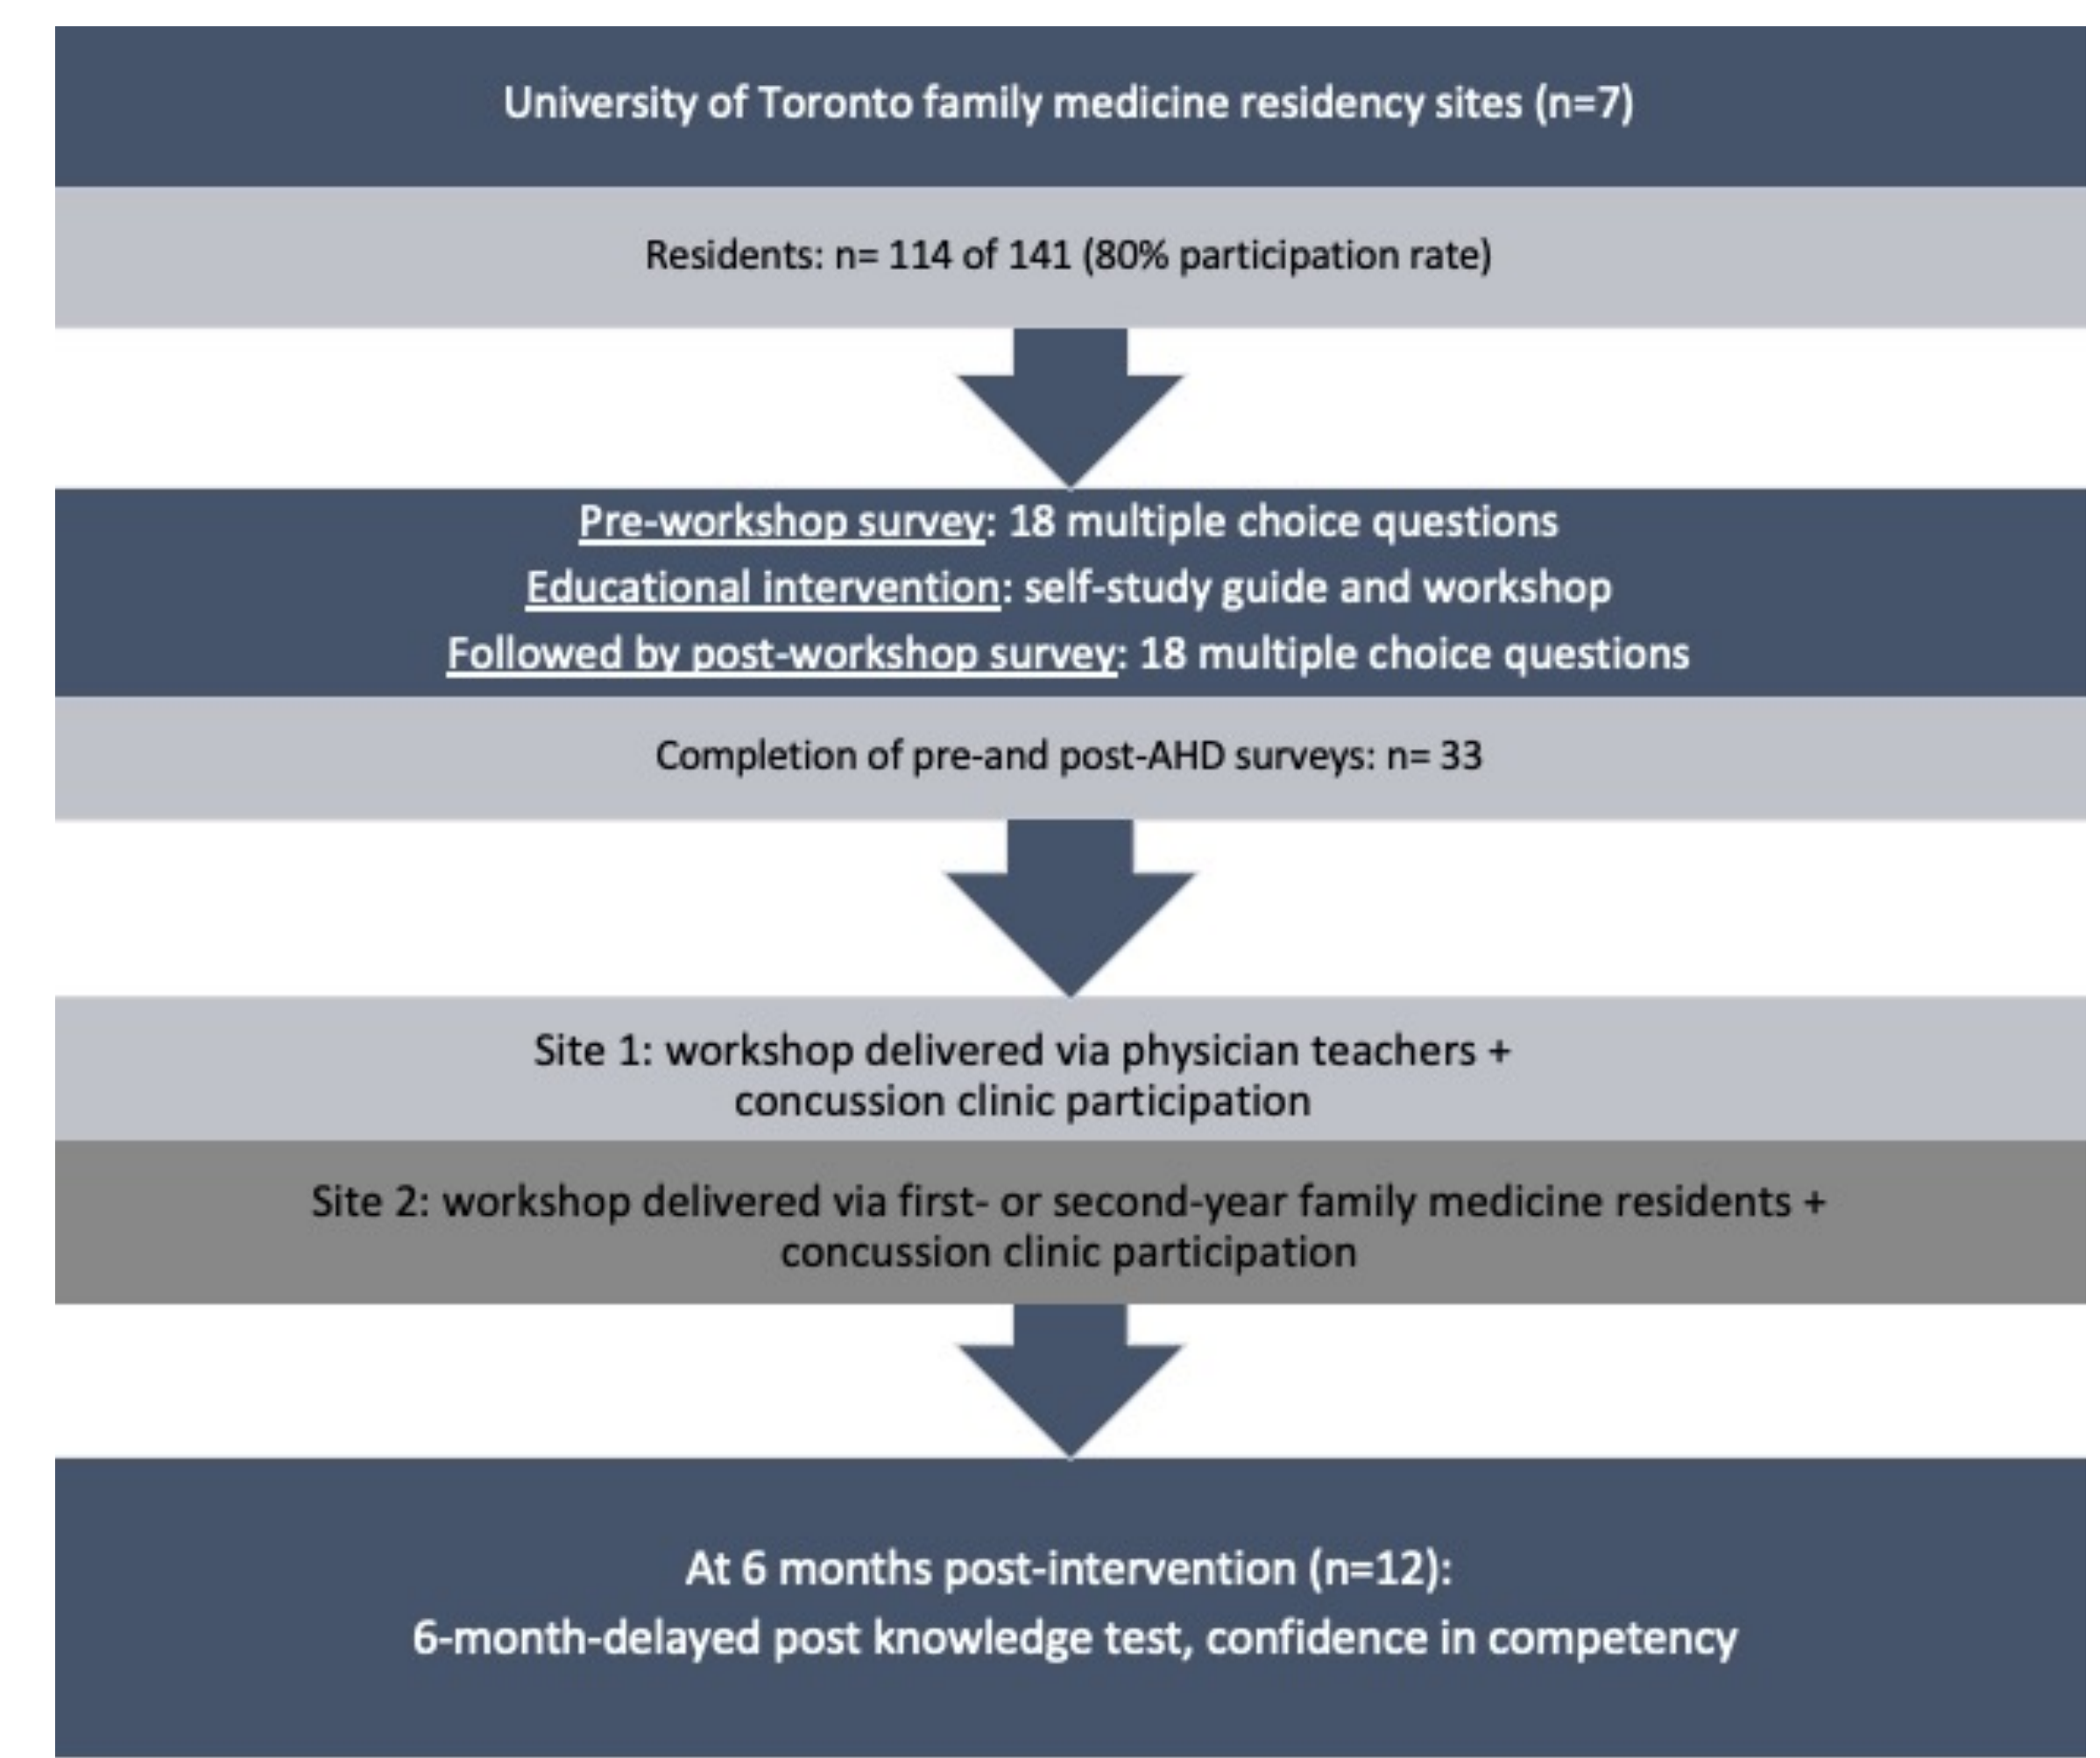 University of Toronto family medicine residency sites (n=7)
Residents: n= 114 of 141 (80% participation rate)
Pre-workshop survey: 18 multiple choice questions
Educational intervention: self-study guide and workshop
Followed by post-workshop survey: 18 multiple choice questions
Completion of pre-and post-AHD surveys: n= 33
Site 1: workshop delivered via physician teachers +
concussion clinic participation
Site 2: workshop delivered via first- or second-year family medicine residents +
concussion clinic participation
At 6 months post-intervention (n=12):
6-month-delayed post knowledge test, confidence in competency